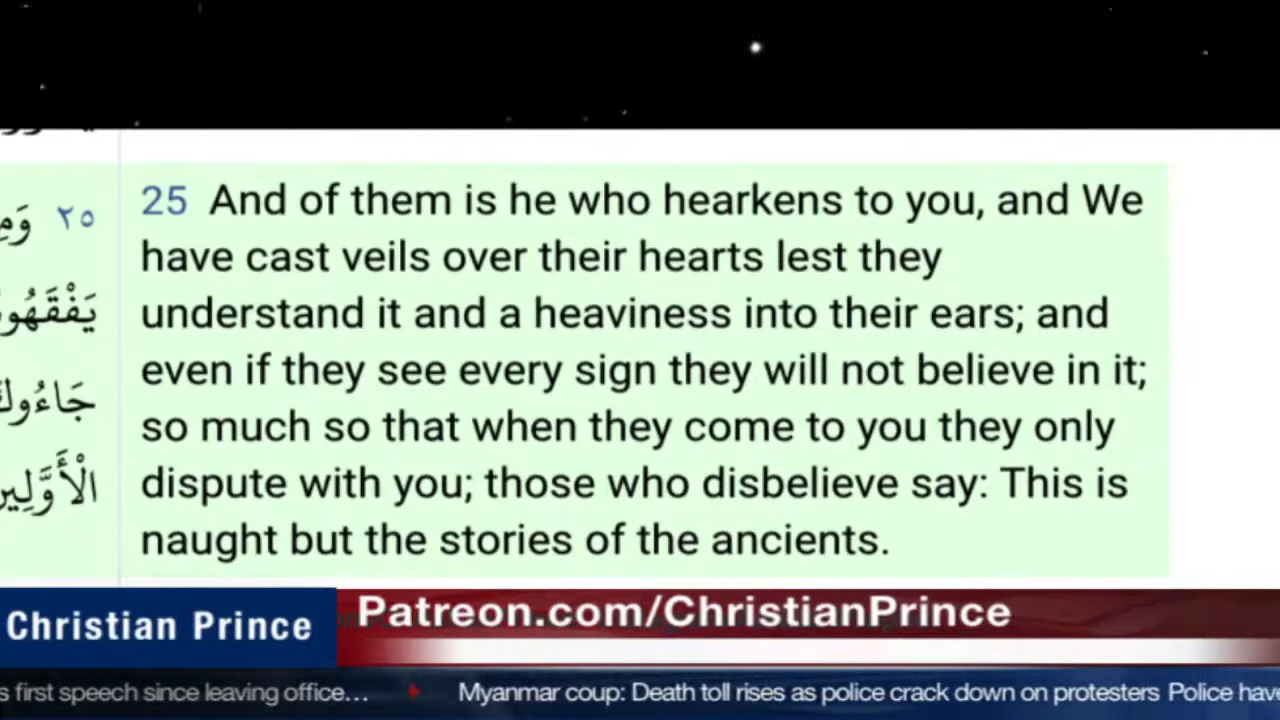 25 And of them is he who hearkens to you, and We
have cast veils over their hearts lest they
understand it and a heaviness into their ears; and
even if they see every sign they will not believe in it;
so much so that when they come to you they only
dispute with you; those who disbelieve say: This is
naught but the stories of the ancients.
٢٥
Christian Prince
Patreon.com/ChristianPrince
s first speech since leaving office... Myanmar coup: Death toll rises as police crack down on protesters Police have